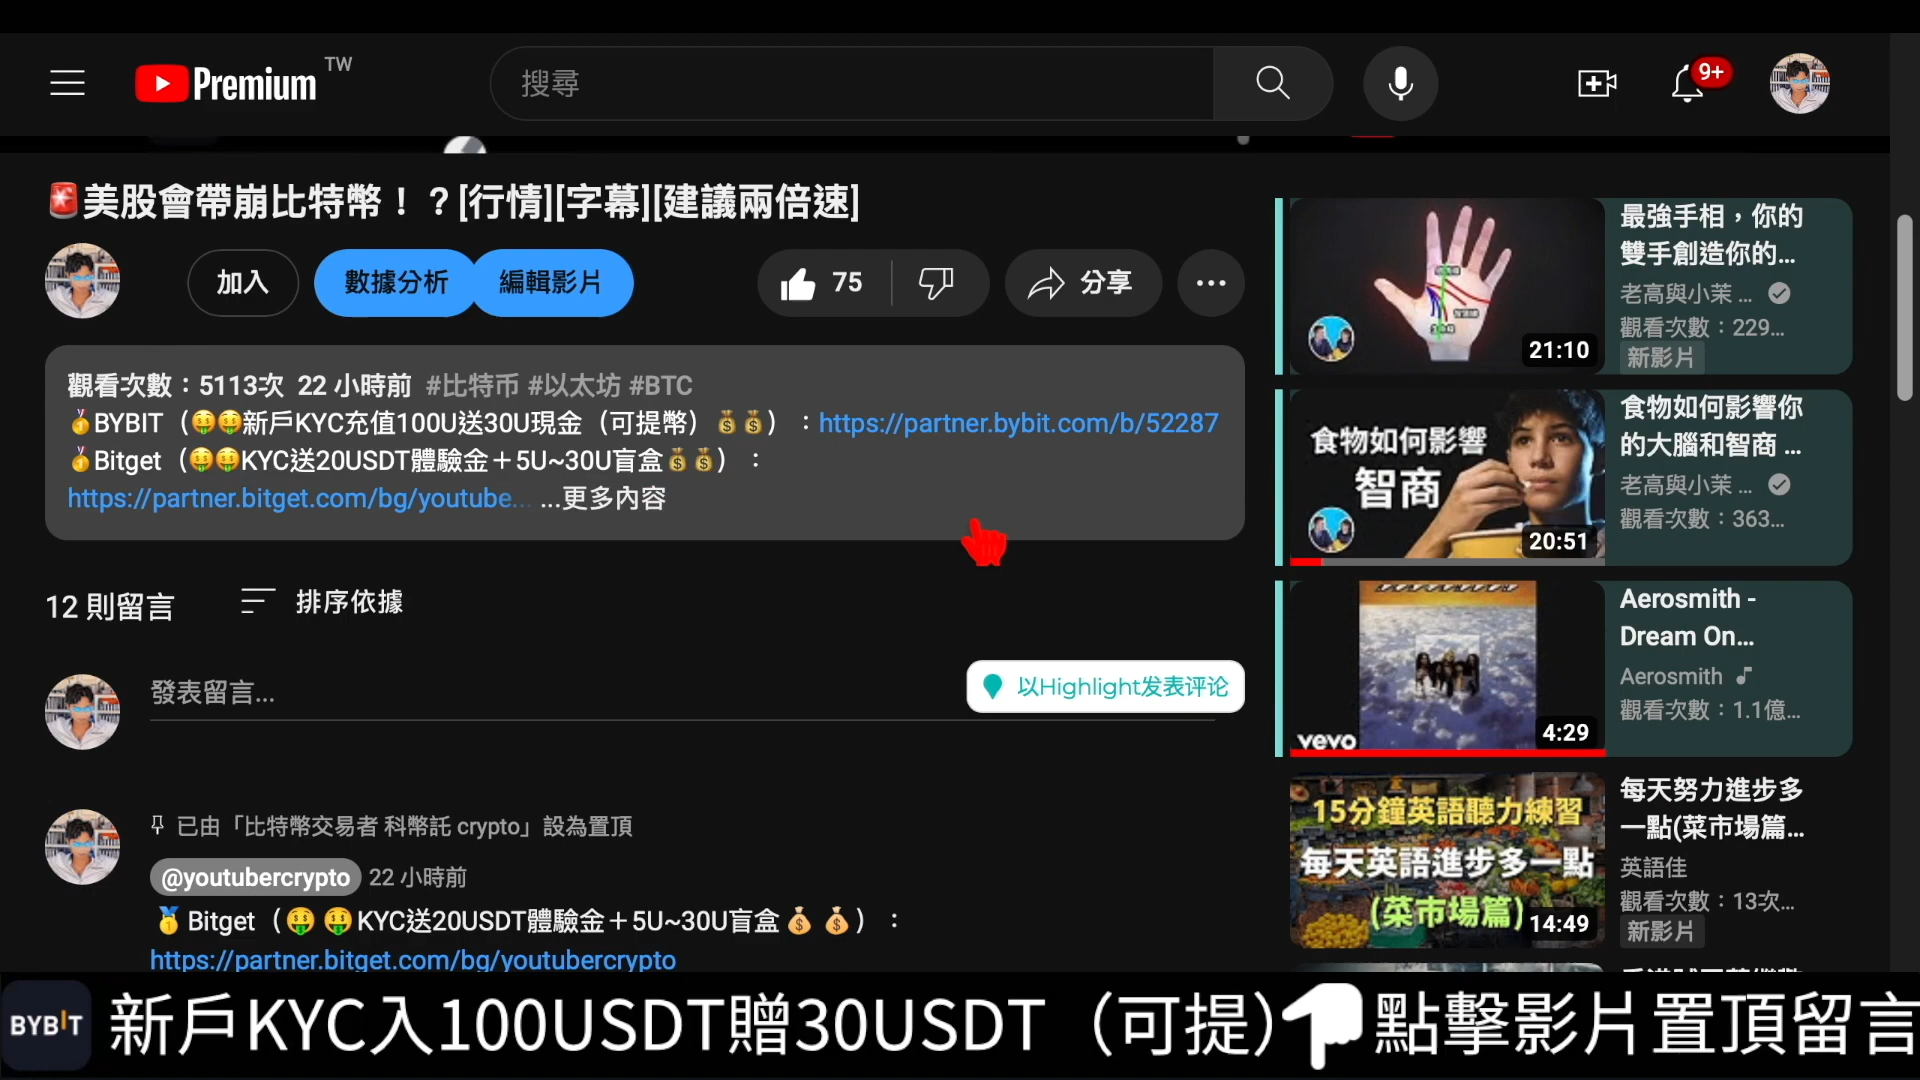 Premium TW
搜尋
9+
🚨美股會帶崩比特幣！？[行情][字幕][建議兩倍速]
加入
數據分析
編輯影片
75
分享
觀看次數：5113次 22 小時前 #比特币 #以太坊 #BTC
🥇BYBIT（🤑🤑新戶KYC充值100U送30U現金（可提幣）💰💰）：https://partner.bybit.com/b/52287
🥇Bitget（🤑🤑KYC送20USDT體驗金＋5U~30U盲盒💰💰）：
https://partner.bitget.com/bg/youtube... ...更多內容
12 則留言
排序依據
發表留言...
以Highlight发表评论
已由「比特幣交易者 科幣託 crypto」設為置頂
@youtubercrypto 22 小時前
🥇Bitget（🤑 🤑KYC送20USDT體驗金＋5U~30U盲盒💰 💰）：
https://partner.bitget.com/bg/youtubercrypto
21:10
最強手相，你的
雙手創造你的...
老高與小茉 ...
觀看次數：229...
新影片
食物如何影響
智商
20:51
食物如何影響你
的大腦和智商 ...
老高與小茉 ...
觀看次數：363...
vevo
4:29
Aerosmith -
Dream On...
Aerosmith
觀看次數：1.1億...
15分鐘英語聽力練習
每天英語進步多一點
(菜市場篇)
14:49
每天努力進步多
一點(菜市場篇...
英語佳
觀看次數：13次...
新影片
BYBIT 新戶KYC入100USDT贈30USDT（可提）👇點擊影片置頂留言